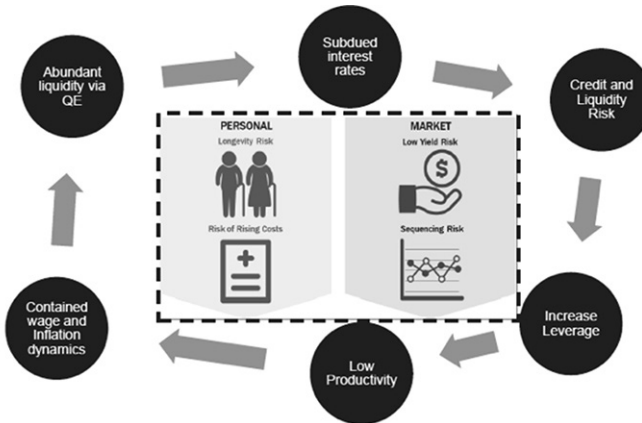 Subdued
interest
rates
Abundant
liquidity via
QE
Credit and
Liquidity
Risk
PERSONAL
Longevity Risk
MARKET
Low Yield Risk
$
Risk of Rising Costs
Sequencing Risk
Contained
wage and
Inflation
dynamics
Increase
Leverage
Low
Productivity